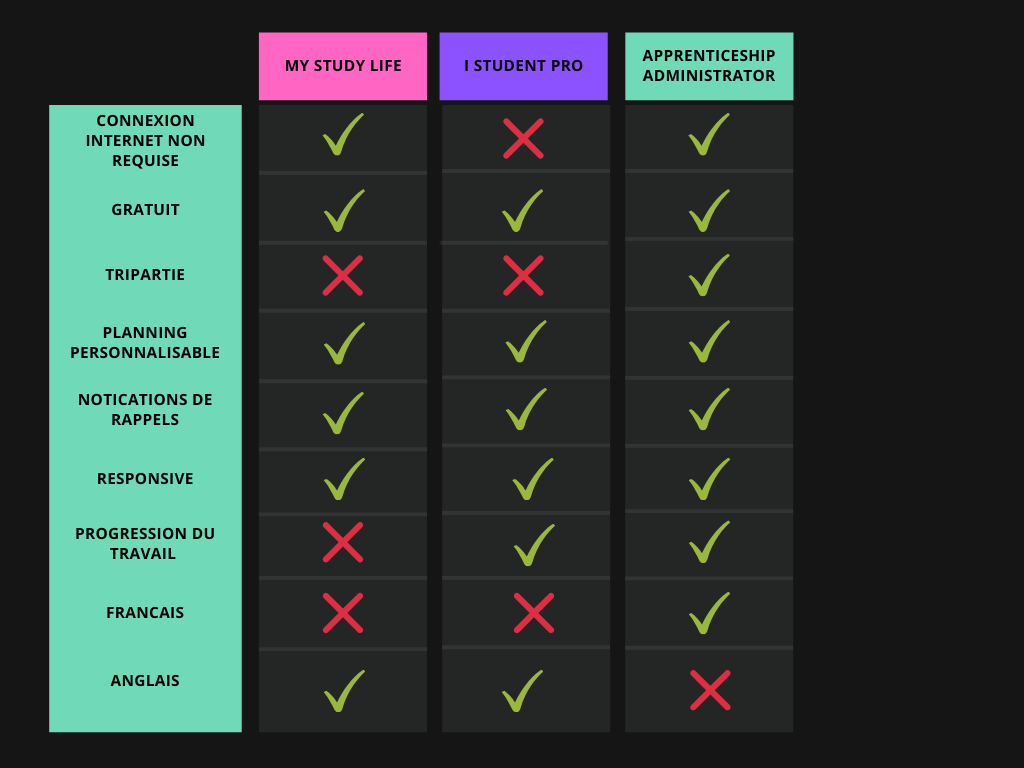 MY STUDY LIFE
I STUDENT PRO
APPRENTICESHIP
ADMINISTRATOR
CONNEXION
INTERNET NON
REQUISE
GRATUIT
TRIPARTIE
PLANNING
PERSONNALISABLE
NOTICATIONS DE
RAPPELS
RESPONSIVE
PROGRESSION DU
TRAVAIL
FRANCAIS
ANGLAIS